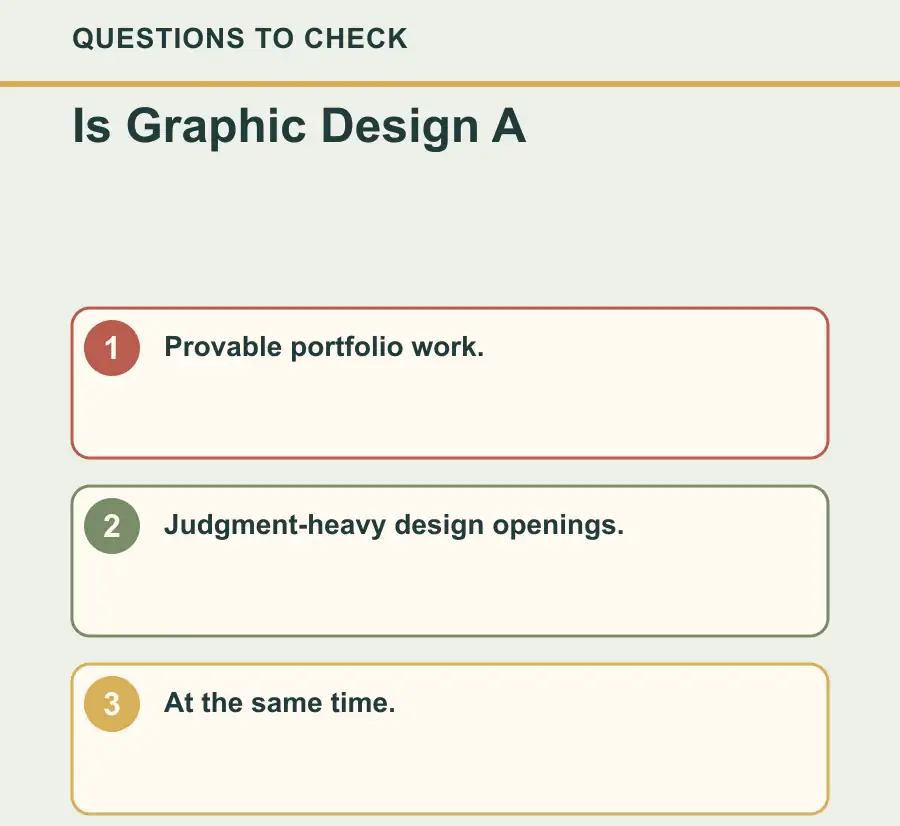 QUESTIONS TO CHECK
Is Graphic Design A
1 Provable portfolio work.
2 Judgment-heavy design openings.
3 At the same time.